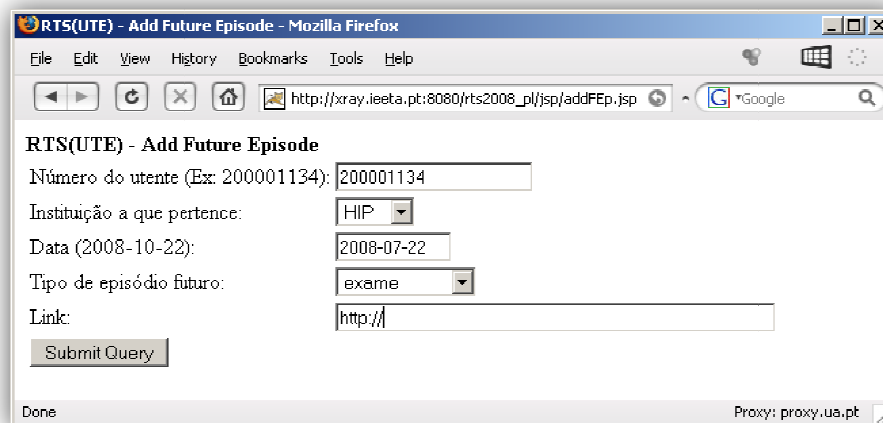 RTS(UTE) - Add Future Episode - Mozilla Firefox
File Edit View History Bookmarks Tools Help
http://xray.ieeta.pt:8080/rts2008_pl/jsp/addFEp.jsp G Google
RTS(UTE) - Add Future Episode
Número do utente (Ex: 200001134): 200001134
Instituição a que pertence: HIP
Data (2008-10-22): 2008-07-22
Tipo de episódio futuro: exame
Link: http://
Submit Query
Done Proxy: proxy.ua.pt